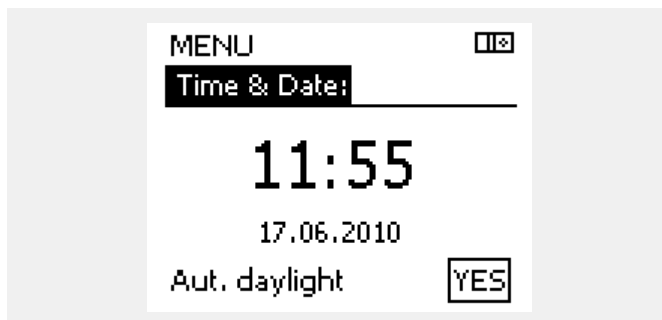 MENU
Time & Date:
11:55
17.06.2010
Aut. daylight YES